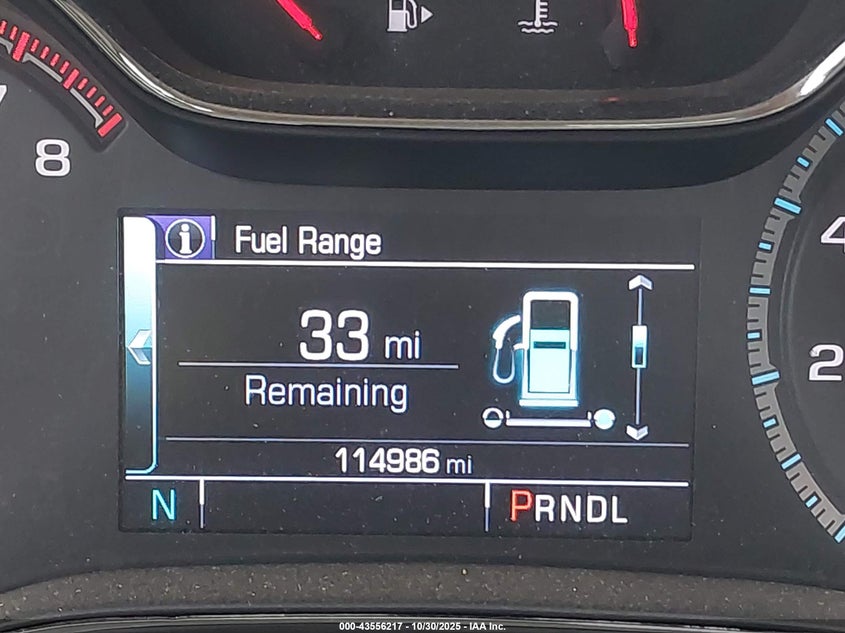 8
Fuel Range
33 mi
Remaining
114986 mi
N
PRNDL
4
2
000-43556217 - 10/30/2025 - IAA Inc.